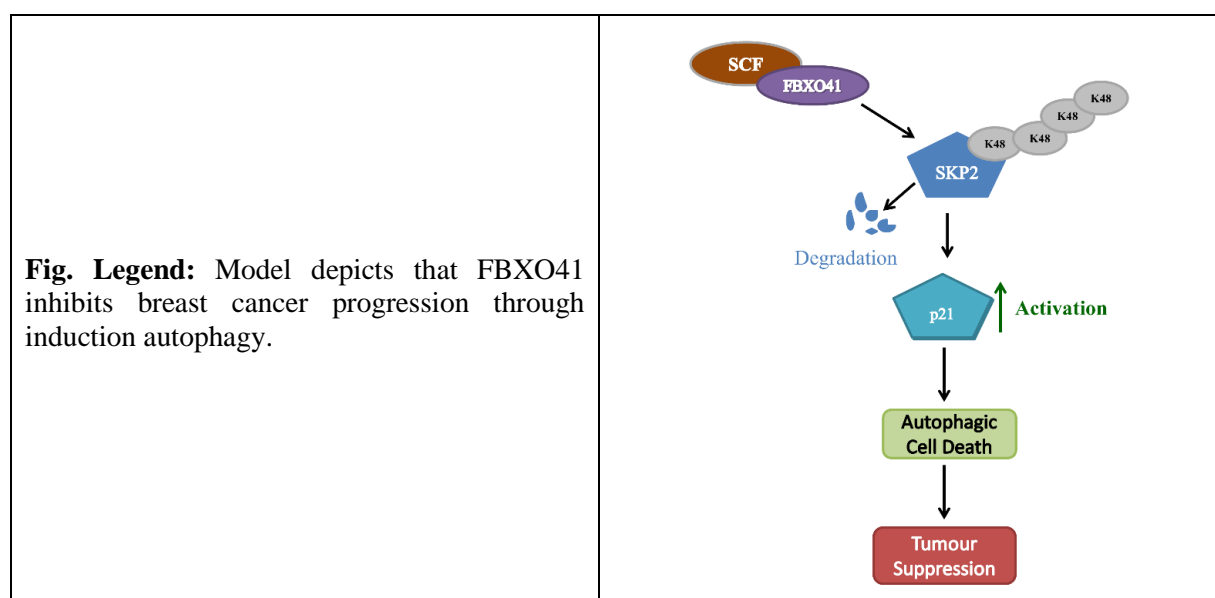 Fig. Legend: Model depicts that FBXO41
inhibits breast cancer progression through
induction autophagy.
SCF
FBXO41
K48
K48
K48
K48
SKP2
Degradation
p21
Activation
Autophagic
Cell Death
Tumour
Suppression